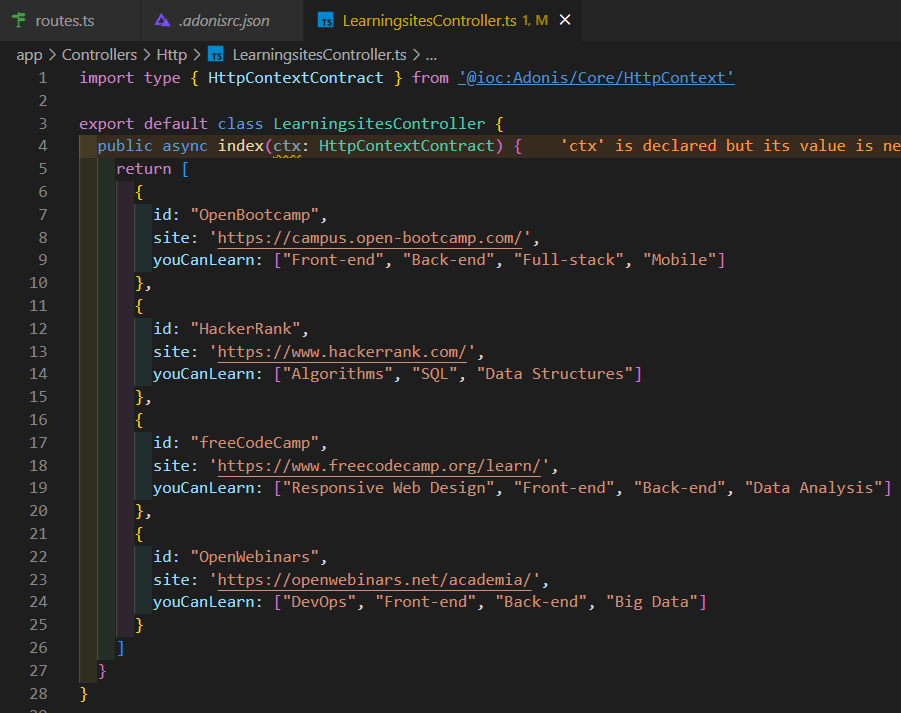 routes.ts .adonisrc.json TS LearningsitesController.ts 1, M
app > Controllers > Http > TS LearningsitesController.ts > ...
1 import type { HttpContextContract } from '@ioc:Adonis/Core/HttpContext'
2
3 export default class LearningsitesController {
4 public async index(ctx: HttpContextContract) { 'ctx' is declared but its value is ne
5 return [
6 {
7 id: "OpenBootcamp",
8 site: 'https://campus.open-bootcamp.com/',
9 youCanLearn: ["Front-end", "Back-end", "Full-stack", "Mobile"]
10 },
11 {
12 id: "HackerRank",
13 site: 'https://www.hackerrank.com/',
14 youCanLearn: ["Algorithms", "SQL", "Data Structures"]
15 },
16 {
17 id: "freeCodeCamp",
18 site: 'https://www.freecodecamp.org/learn/',
19 youCanLearn: ["Responsive Web Design", "Front-end", "Back-end", "Data Analysis"]
20 },
21 {
22 id: "OpenWebinars",
23 site: 'https://openwebinars.net/academia/',
24 youCanLearn: ["DevOps", "Front-end", "Back-end", "Big Data"]
25 }
26 ]
27 }
28 }